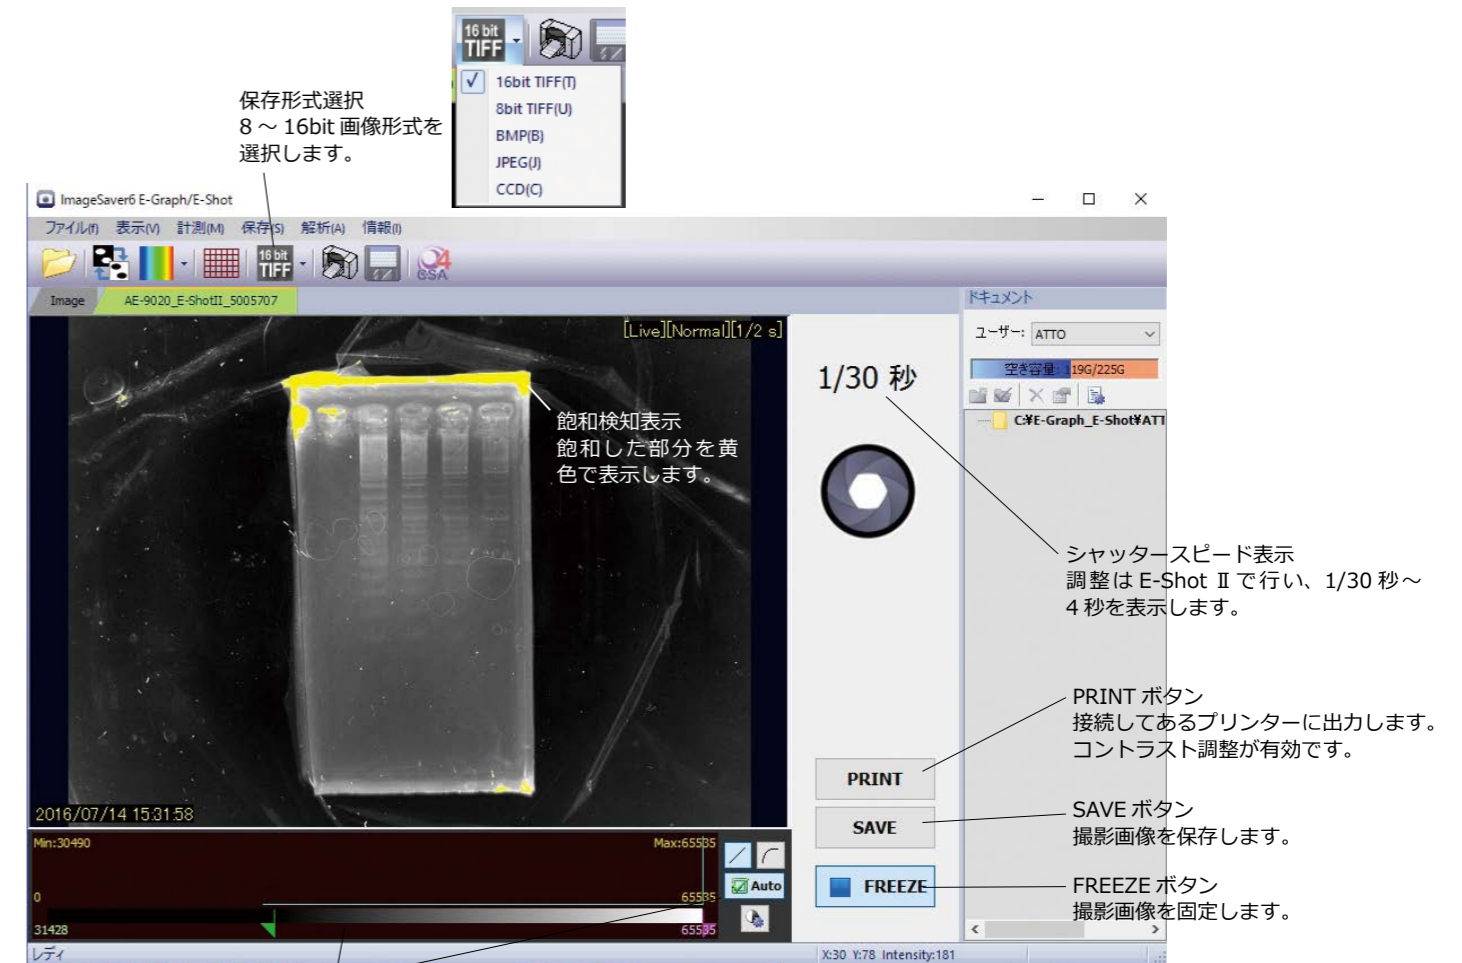 16 bit
TIFF
16bit TIFF(T)
8bit TIFF(U)
BMP(B)
JPEG(J)
CCD(C)
保存形式選択
8～16bit 画像形式を
選択します。
ImageSaver6 E-Graph/E-Shot
ファイル(f) 表示(V) 計測(M) 保存(S) 解析(A) 情報(I)
16 bit
TIFF
4
CSA
Image
AE-9020_E-ShotII_5005707
ドキュメント
[Live][Normal][1/2 s]
ユーザー: ATTO
空き容量: 119G/225G
C:¥E-Graph_E-Shot¥ATT
1/30 秒
飽和検知表示
飽和した部分を黄
色で表示します。
シャッタースピード表示
調整は E-Shot Ⅱ で行い、1/30 秒～
4 秒を表示します。
PRINT
PRINT ボタン
接続してあるプリンターに出力します。
コントラスト調整が有効です。
SAVE
SAVE ボタン
撮影画像を保存します。
FREEZE
FREEZE ボタン
撮影画像を固定します。
2016/07/14 15:31:58
Min:30490
Max:65535
0
65535
Auto
31428
65535
レディ
X:30 Y:78 Intensity:181